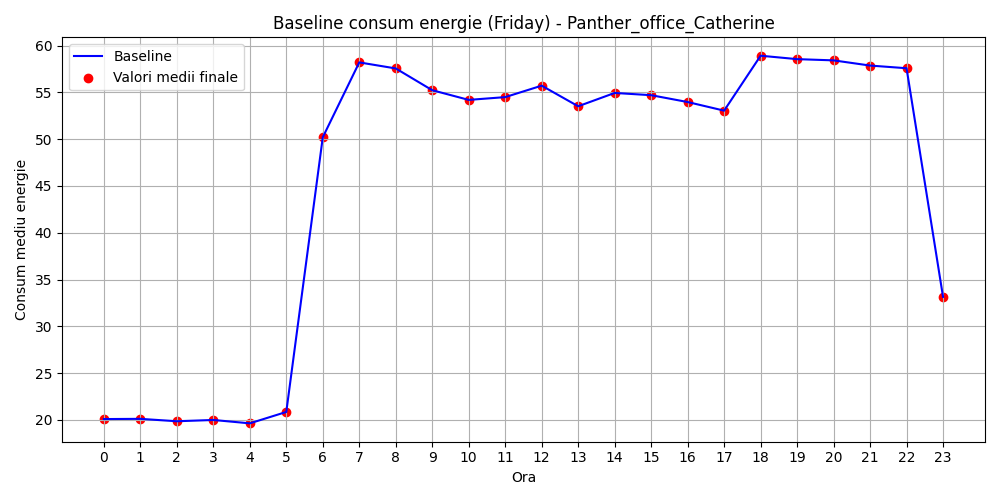 Baseline consum energie (Friday) - Panther_office_Catherine
Baseline
Valori medii finale
Consum mediu energie
60
55
50
45
40
35
30
25
20
0 1 2 3 4 5 6 7 8 9 10 11 12 13 14 15 16 17 18 19 20 21 22 23
Ora